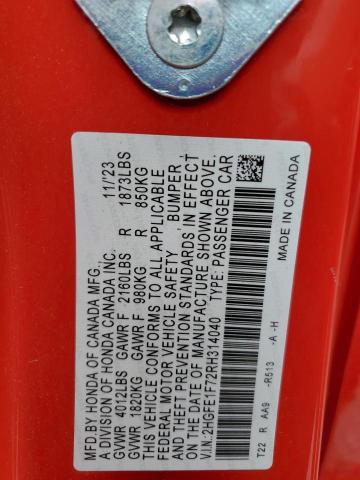 MFD.BY HONDA OF CANADA MFG., 11/'23
A DIVISION OF HONDA CANADA INC.
GVWR 4012LBS GAWR F 2160LBS R 1873LBS
GVWR 1820KG GAWR F 980KG R 850KG
THIS VEHICLE CONFORMS TO ALL APPLICABLE
FEDERAL MOTOR VEHICLE SAFETY, BUMPER,
AND THEFT PREVENTION STANDARDS IN EFFECT
ON THE DATE OF MANUFACTURE SHOWN ABOVE.
V.I.N:2HGFE1F72RH314040 TYPE: PASSENGER CAR
T22 R AA9 -R513 -A -H MADE IN CANADA